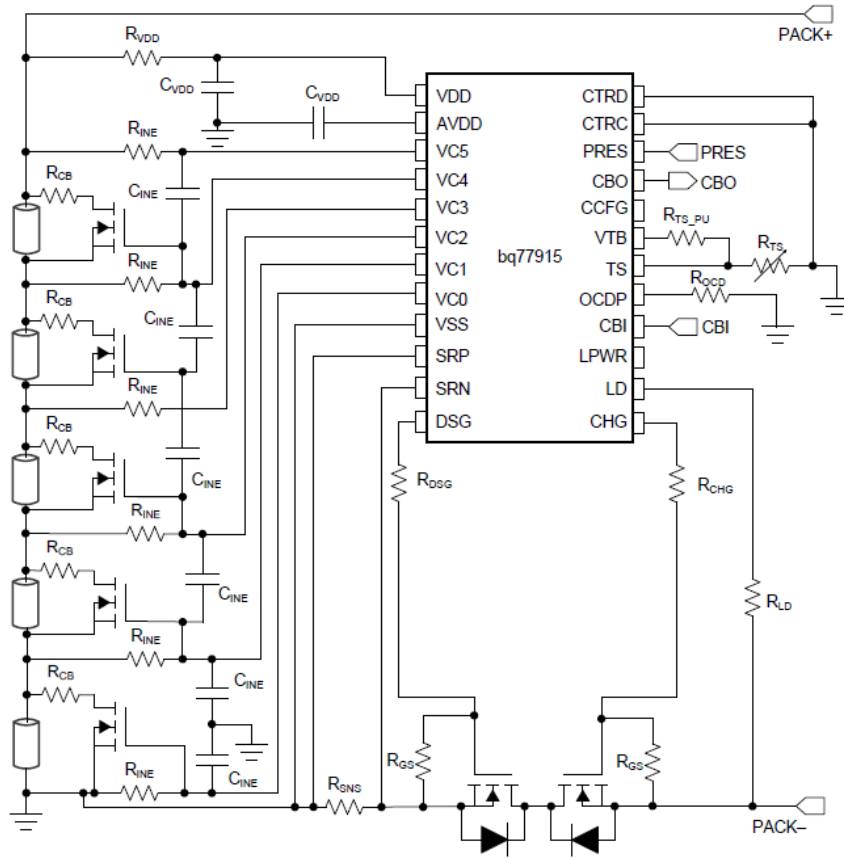 PACK+
RVDD
CVDD
CVDD
RINE
RCB
CINE
RINE
RCB
CINE
RINE
RCB
CINE
RINE
RCB
CINE
RINE
RCB
CINE
RINE
CINE
VDD
AVDD
VC5
VC4
VC3
VC2
VC1
VC0
VSS
SRP
SRN
DSG
bq77915
CTRD
CTRC
PRES
CBO
CCFG
VTB
TS
OCDP
CBI
LPWR
LD
CHG
PRES
CBO
RTS_PU
RTS
ROCD
CBI
RDSG
RCHG
RLD
RGS
RGS
RSNS
PACK–